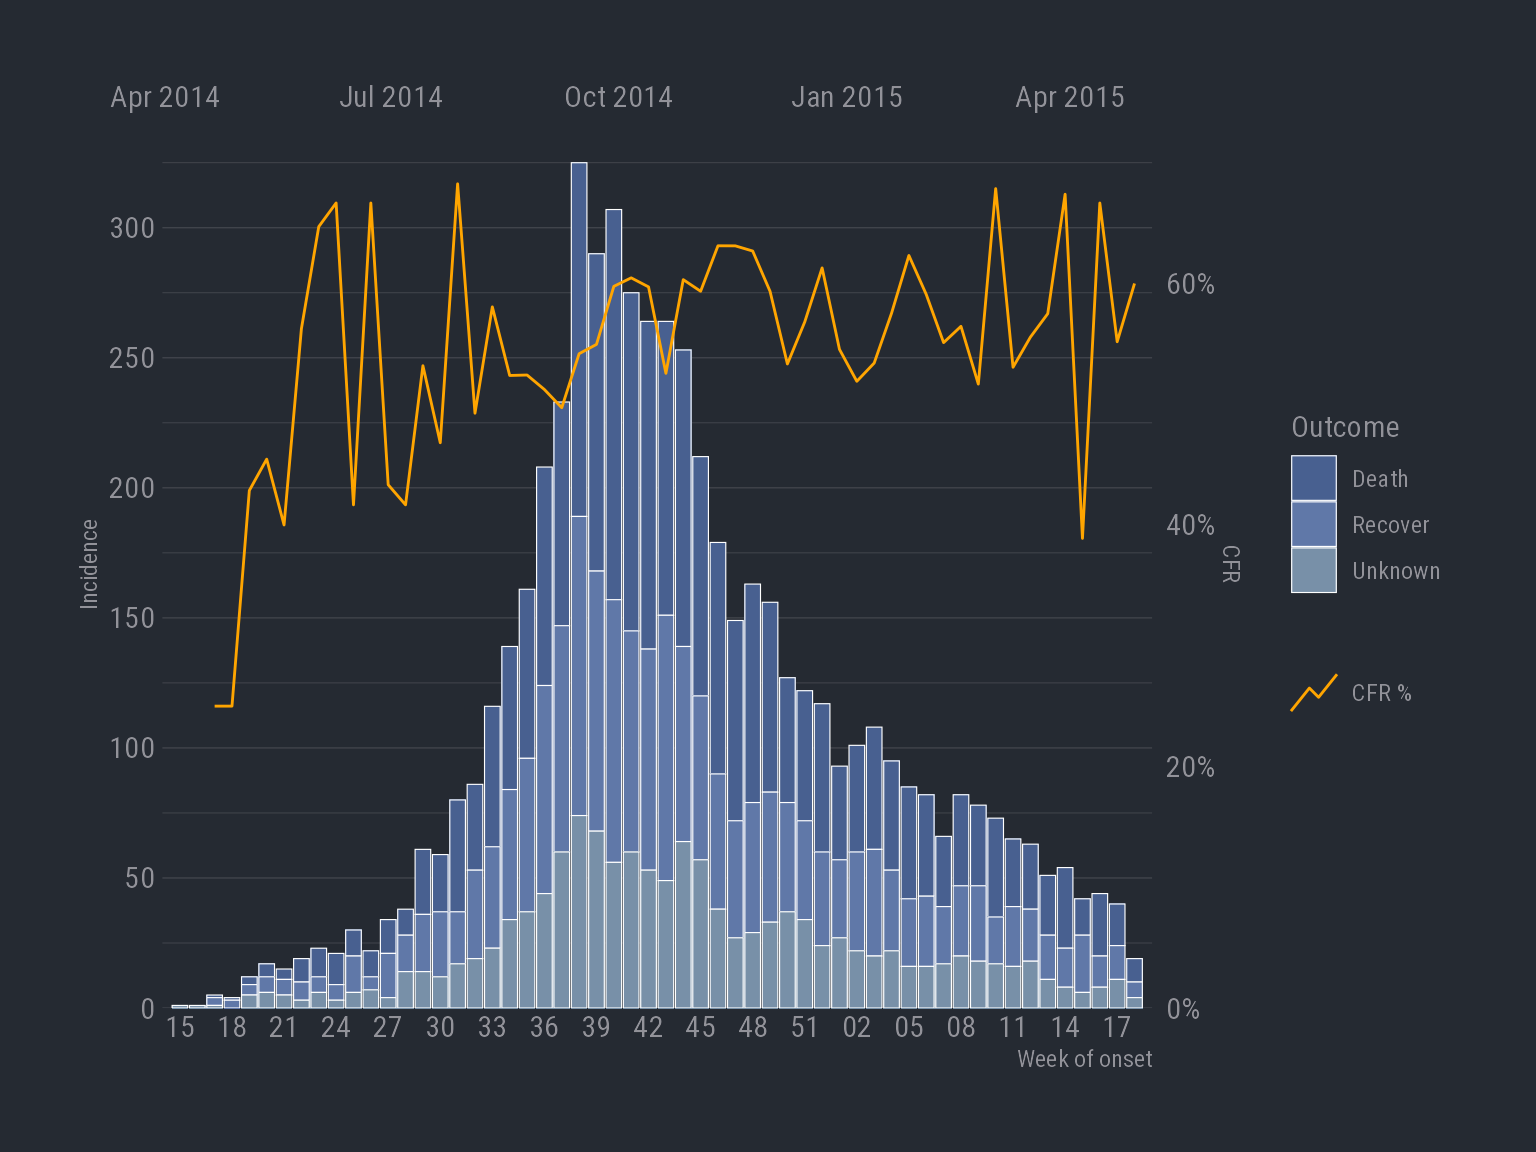 Apr 2014 Jul 2014 Oct 2014 Jan 2015 Apr 2015
300
250
200
150
100
50
0
Incidence
60%
40%
20%
0%
CFR
15 18 21 24 27 30 33 36 39 42 45 48 51 02 05 08 11 14 17
Week of onset
Outcome
Death
Recover
Unknown
CFR %